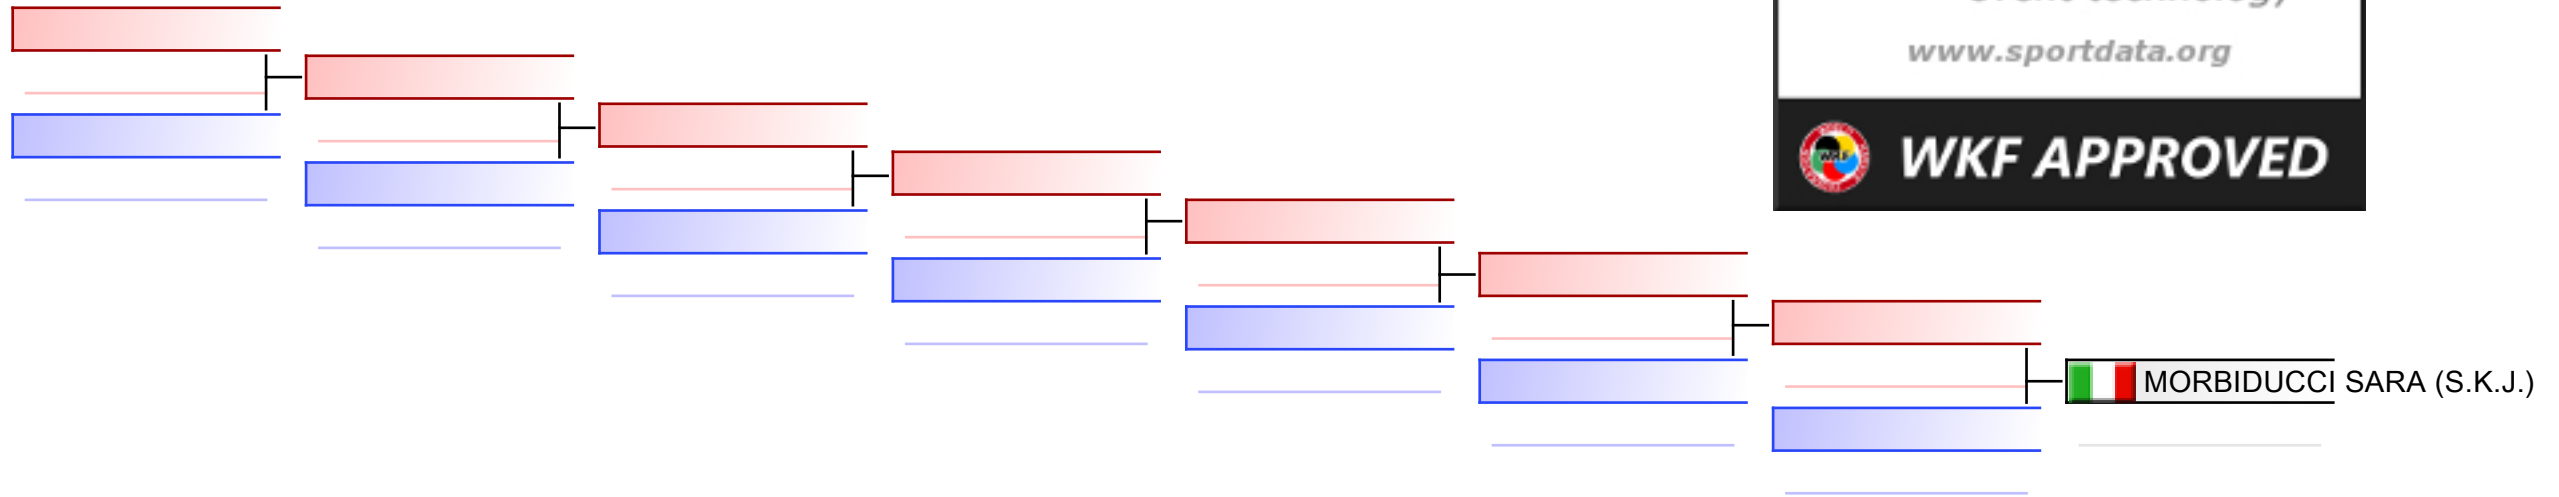 www.sportdata.org
WKF APPROVED
MORBIDUCCI SARA (S.K.J.)